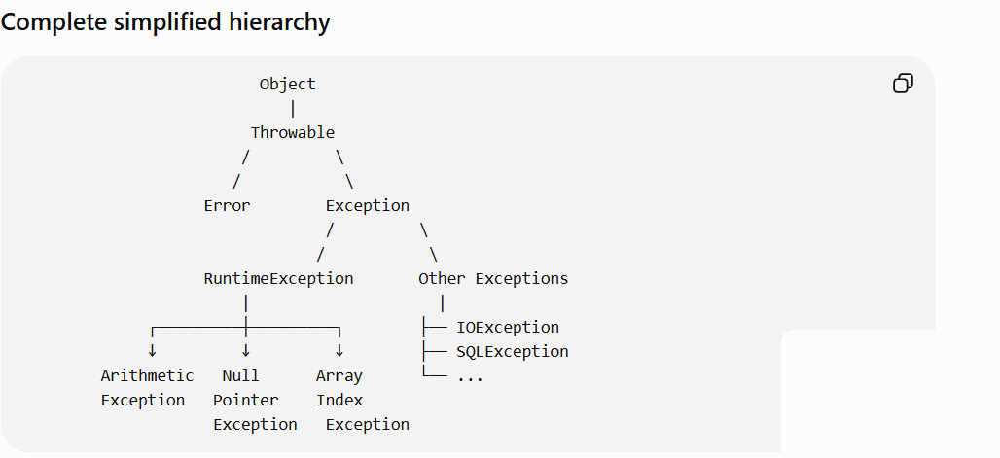 Complete simplified hierarchy
Object
|
Throwable
/ \
/ \
Error Exception
/ \
/ \
RuntimeException Other Exceptions
| |
┌─────────┼─────────┐ ├── IOException
↓ ↓ ↓ ├── SQLException
Arithmetic Null Array └── ...
Exception Pointer Index
Exception Exception